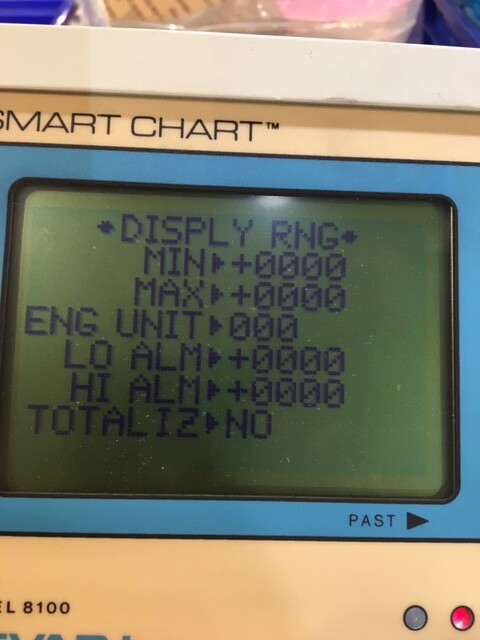 SMART CHART™
*DISPLY RNG*
MIN▸+0000
MAX▸+0000
ENG UNIT▸000
LO ALM▸+0000
HI ALM▸+0000
TOTALIZ▸NO
PAST ▶
EL 8100